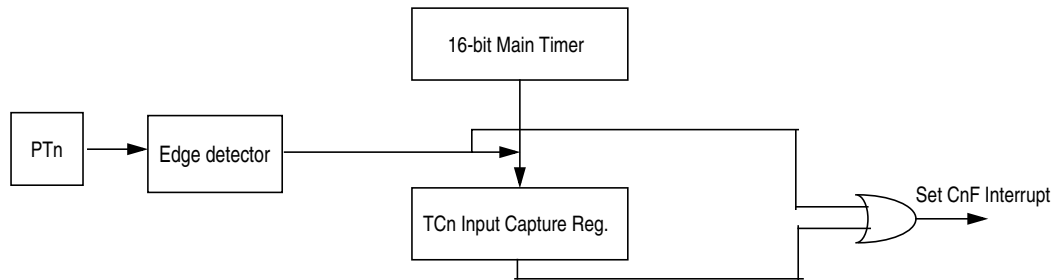 16-bit Main Timer
PTn
Edge detector
TCn Input Capture Reg.
Set CnF Interrupt